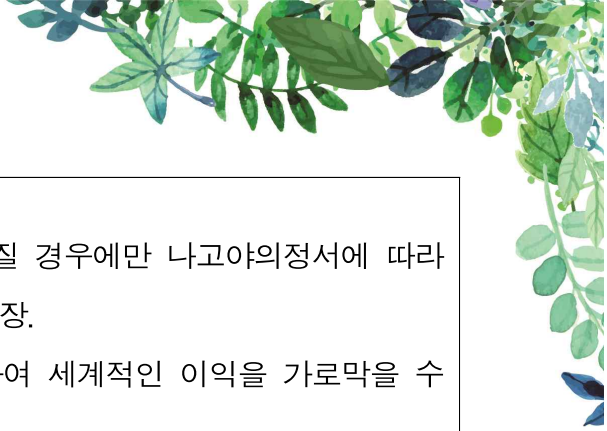 질 경우에만 나고야의정서에 따라
장.
여 세계적인 이익을 가로막을 수